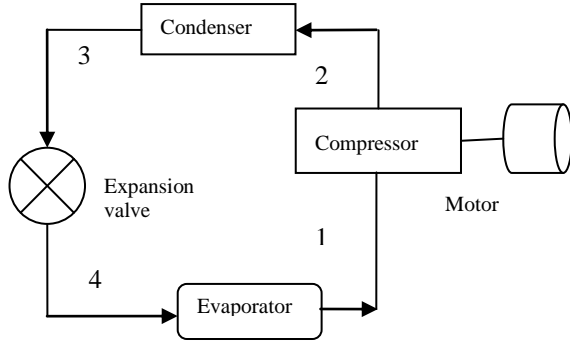 Condenser
3
2
Compressor
Expansion
valve
Motor
1
4
Evaporator